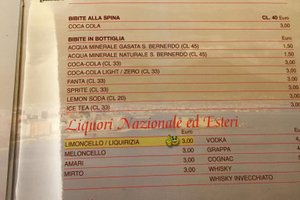 BIBITE ALLA SPINA CL. 40 Euro
COCA COLA 3,00
BIBITE IN BOTTIGLIA Euro
ACQUA MINERALE GASATA S. BERNERDO (CL 45) 1,50
ACQUA MINERALE NATURALE S. BERNERDO (CL 45) 1,50
COCA-COLA (CL 33) 3,00
COCA-COLA LIGHT / ZERO (CL 33) 3,00
FANTA (CL 33) 3,00
SPRITE (CL 33) 3,00
LEMON SODA (CL 20) 3,00
ICE TEA (CL 33) 3,00
Liquori Nazionale ed Esteri
Euro
LIMONCELLO / LIQUIRIZIA 3,00 VODKA
MELONCELLO 3,00 GRAPPA
AMARI 3,00 COGNAC
MIRTO 3,00 WHISKY
WHISKY INVECCHIATO